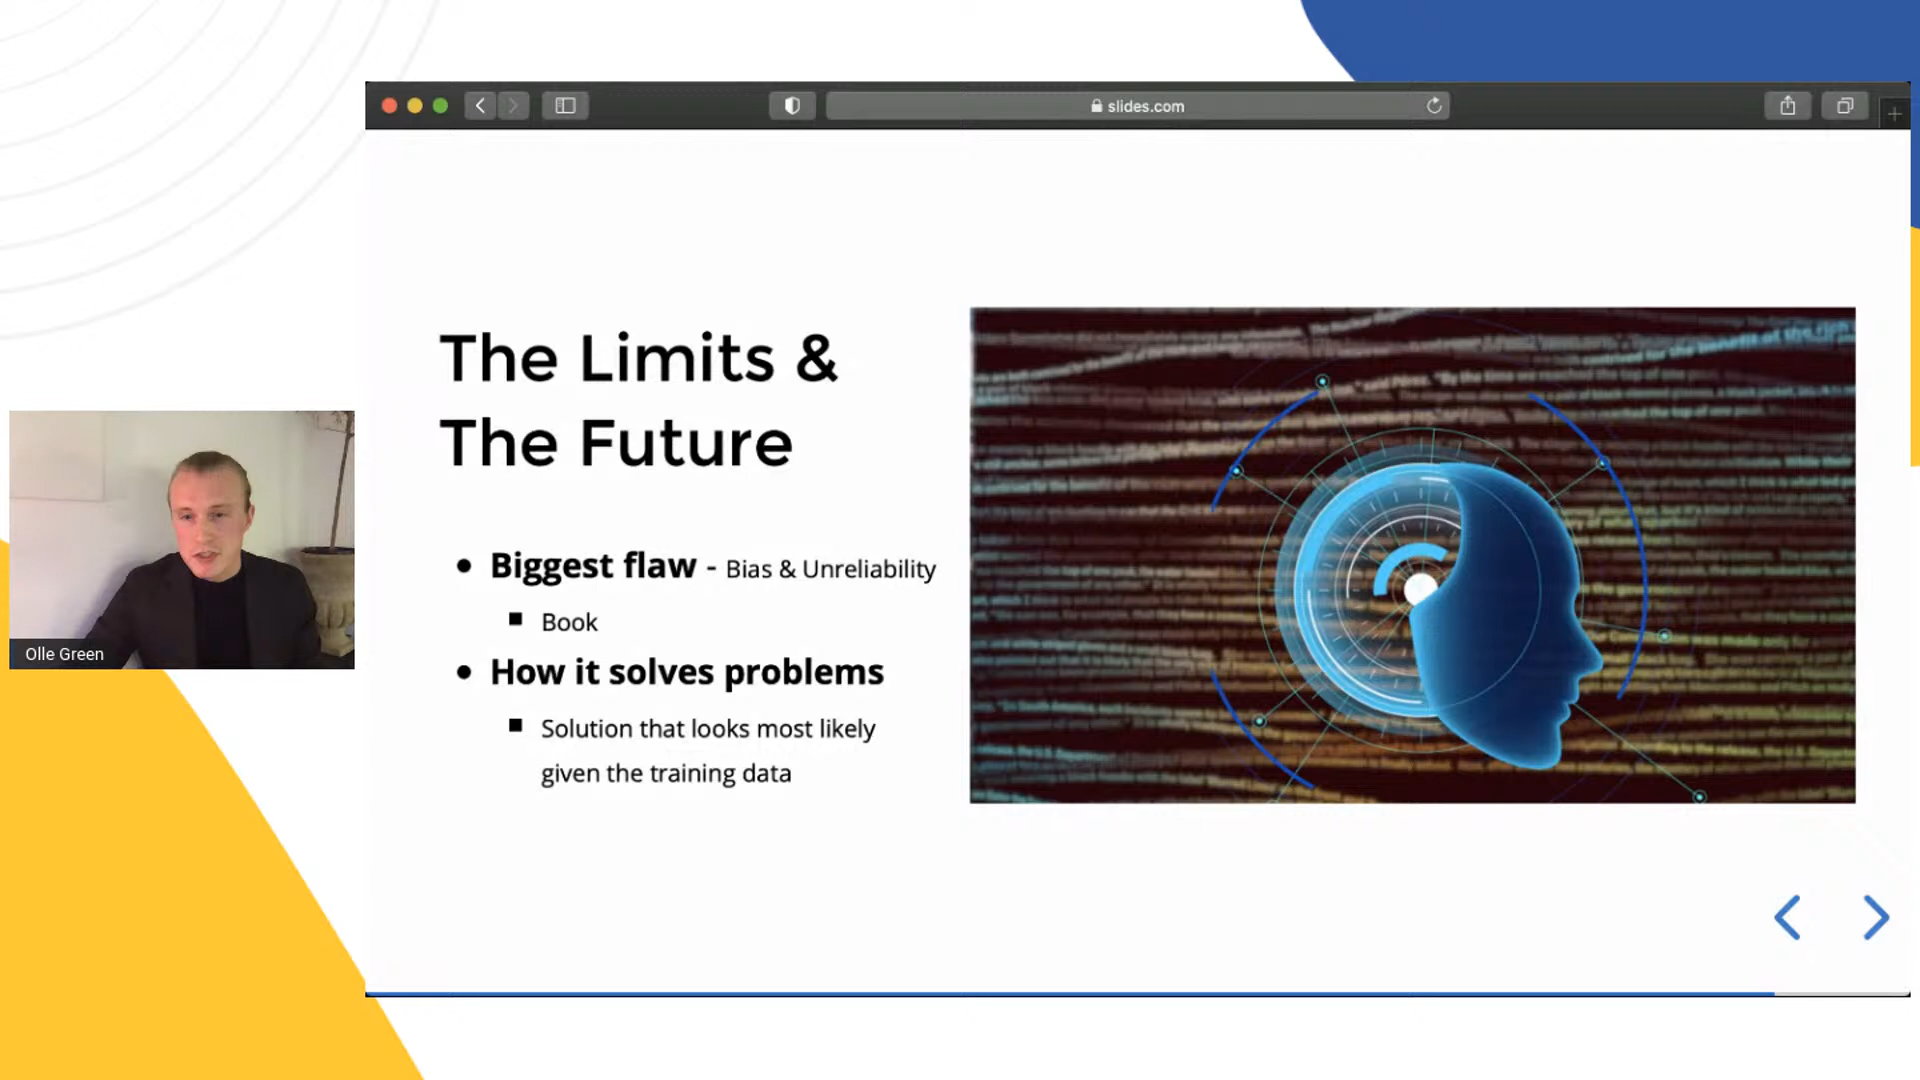 slides.com
The Limits &
The Future
Biggest flaw - Bias & Unreliability
Book
How it solves problems
Solution that looks most likely
given the training data
Olle Green